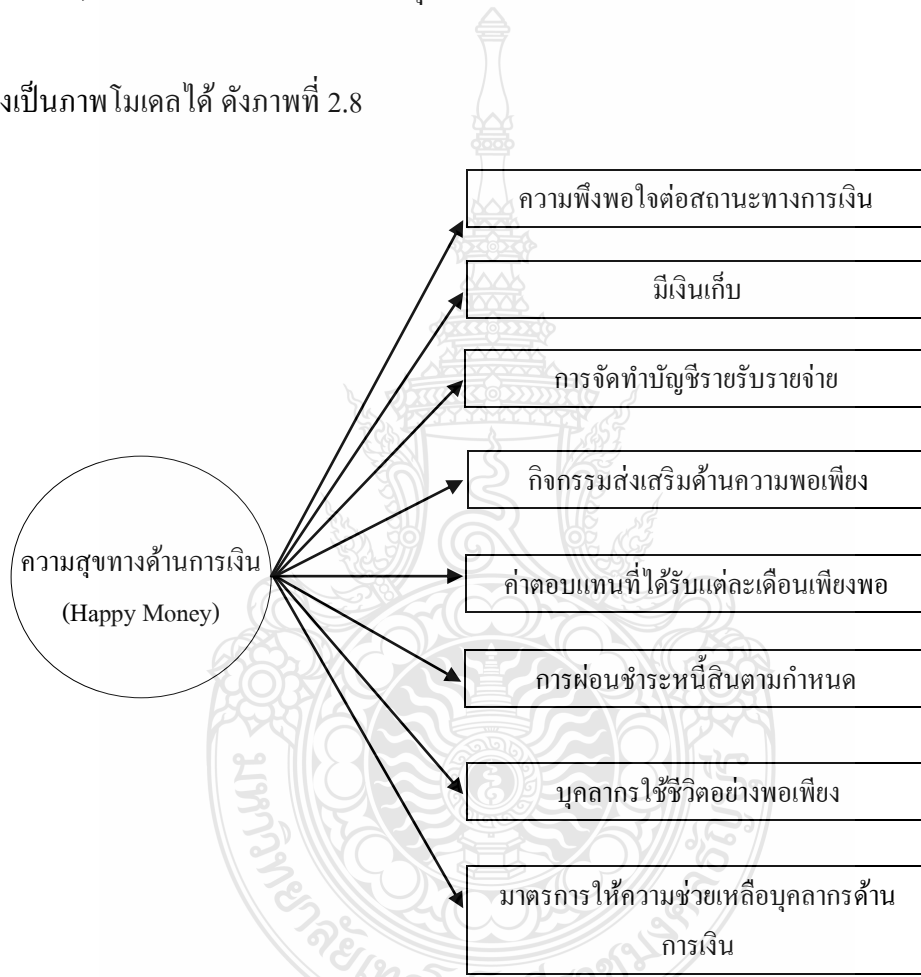 งเป็นภาพโมเดลได้ ดังภาพที่ 2.8
ความพึงพอใจต่อสถานะทางการเงิน
มีเงินเก็บ
การจัดทำบัญชีรายรับรายจ่าย
กิจกรรมส่งเสริมด้านความพอเพียง
ความสุขทางด้านการเงิน
(Happy Money)
ค่าตอบแทนที่ได้รับแต่ละเดือนเพียงพอ
การผ่อนชำระหนี้สินตามกำหนด
บุคลากรใช้ชีวิตอย่างพอเพียง
มาตรการให้ความช่วยเหลือบุคลากรด้าน
การเงิน